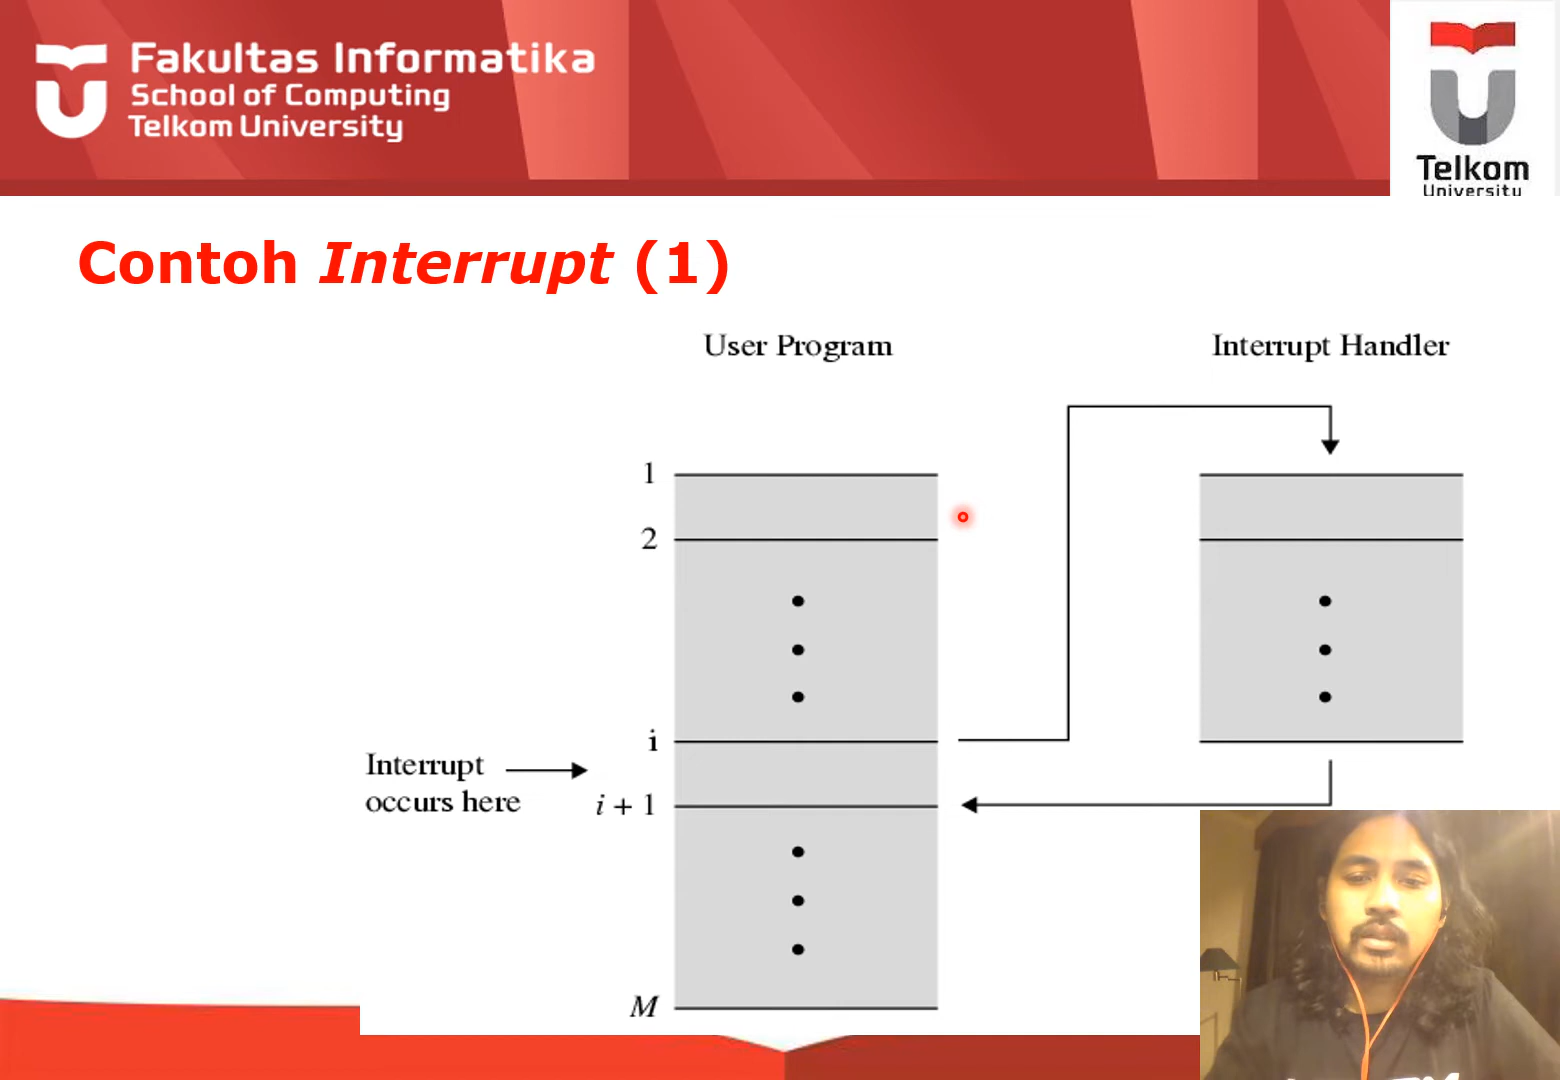 Fakultas Informatika
School of Computing
Telkom University
Telkom
University
Contoh Interrupt (1)
User Program
Interrupt Handler
1
2
i
Interrupt
occurs here
i + 1
M